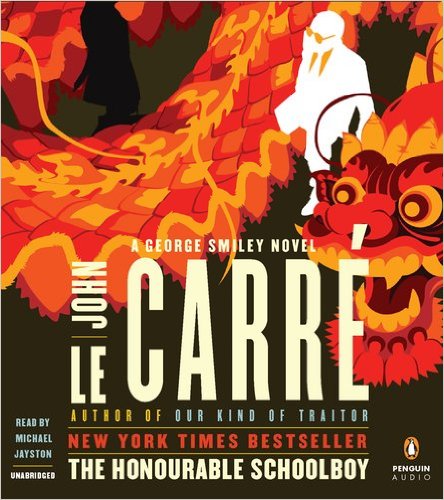 A GEORGE SMILEY NOVEL
JOHN
LE CARRÉ
AUTHOR OF OUR KIND OF TRAITOR
NEW YORK TIMES BESTSELLER
THE HONOURABLE SCHOOLBOY
READ BY
MICHAEL
JAYSTON
UNABRIDGED
PENGUIN
AUDIO